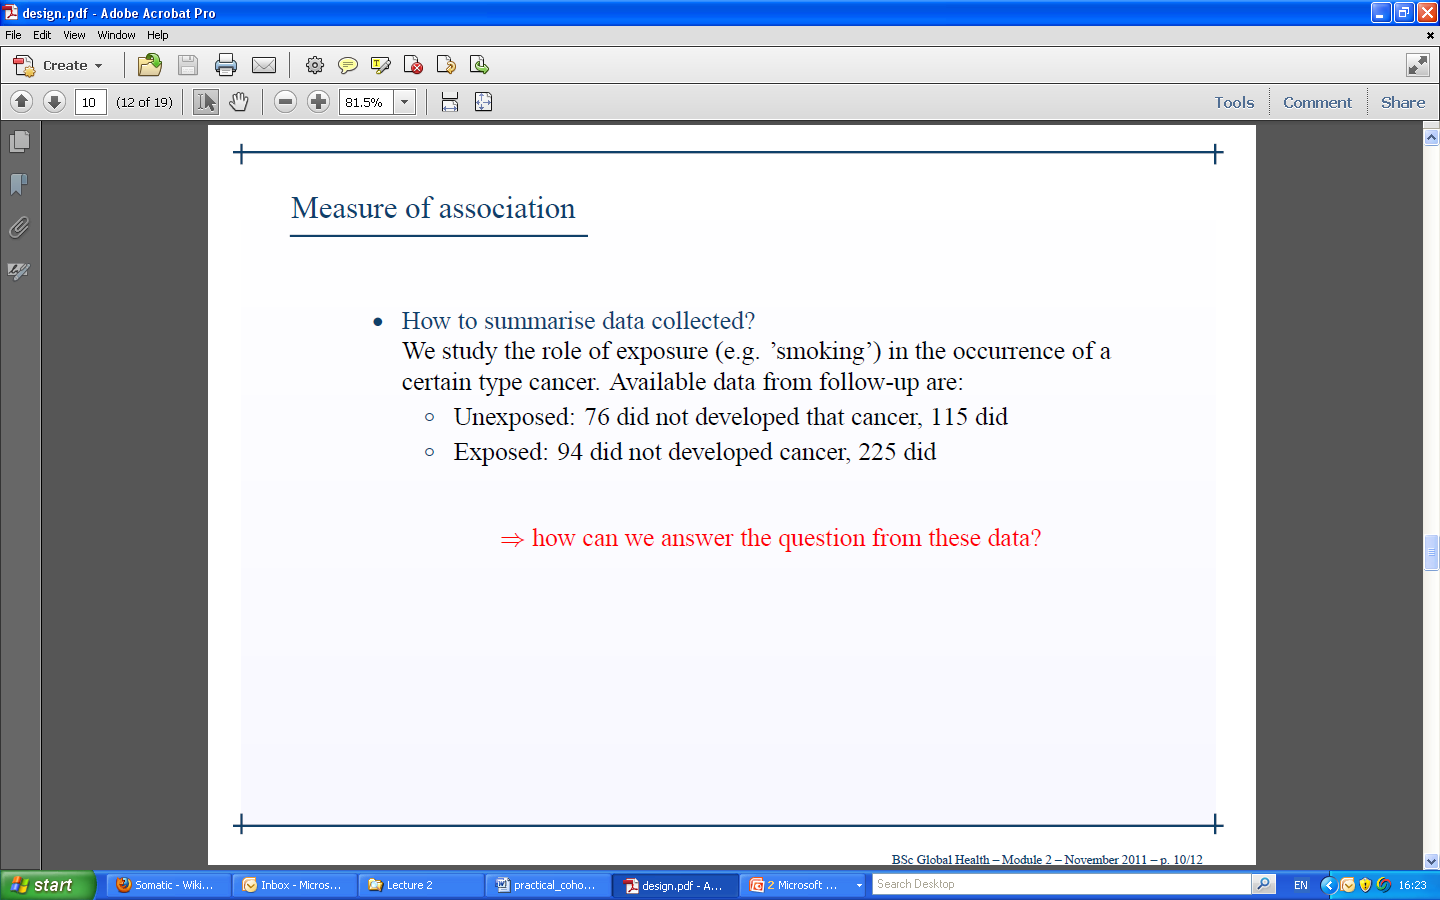 design.pdf - Adobe Acrobat Pro
File Edit View Window Help
Create
10 (12 of 19) 81.5% Tools Comment Share
Measure of association
• How to summarise data collected?
We study the role of exposure (e.g. ’smoking’) in the occurrence of a
certain type cancer. Available data from follow-up are:
◦ Unexposed: 76 did not developed that cancer, 115 did
◦ Exposed: 94 did not developed cancer, 225 did
⇒ how can we answer the question from these data?
BSc Global Health – Module 2 – November 2011 – p. 10/12
start Somatic - Wiki... Inbox - Micros... Lecture 2 practical_coho... design.pdf - A... 2 Microsoft ... Search Desktop EN 16:23